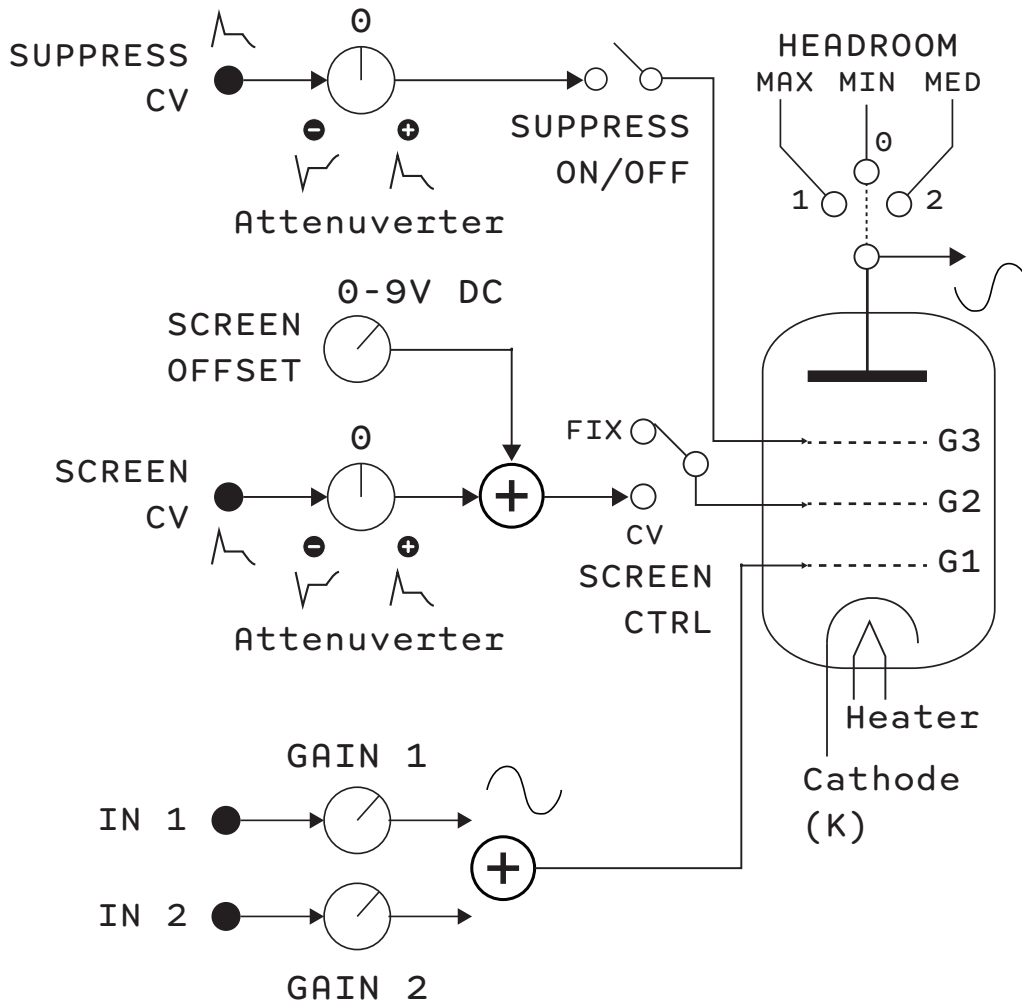 0
SUPPRESS
CV
− +
Attenuverter
SUPPRESS
ON/OFF
HEADROOM
MAX MIN MED
0
1 2
0-9V DC
SCREEN
OFFSET
0
SCREEN
CV
− +
Attenuverter
+
FIX
CV
SCREEN
CTRL
G3
G2
G1
Heater
Cathode
(K)
GAIN 1
IN 1
+
IN 2
GAIN 2